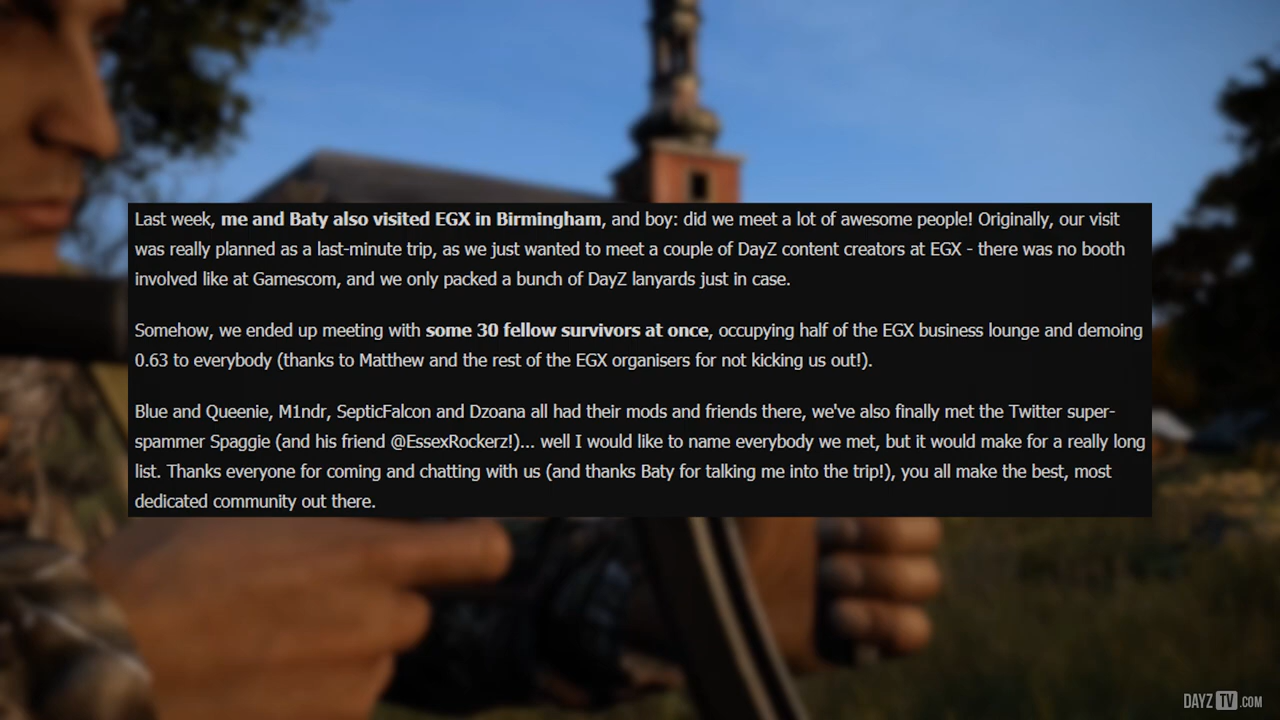 Last week, me and Baty also visited EGX in Birmingham, and boy: did we meet a lot of awesome people! Originally, our visit
was really planned as a last-minute trip, as we just wanted to meet a couple of DayZ content creators at EGX - there was no booth
involved like at Gamescom, and we only packed a bunch of DayZ lanyards just in case.
Somehow, we ended up meeting with some 30 fellow survivors at once, occupying half of the EGX business lounge and demoing
0.63 to everybody (thanks to Matthew and the rest of the EGX organisers for not kicking us out!).
Blue and Queenie, M1ndr, SepticFalcon and Dzoana all had their mods and friends there, we've also finally met the Twitter super-
spammer Spaggie (and his friend @EssexRockerz!)... well I would like to name everybody we met, but it would make for a really long
list. Thanks everyone for coming and chatting with us (and thanks Baty for talking me into the trip!), you all make the best, most
dedicated community out there.
DAYZ TV .COM